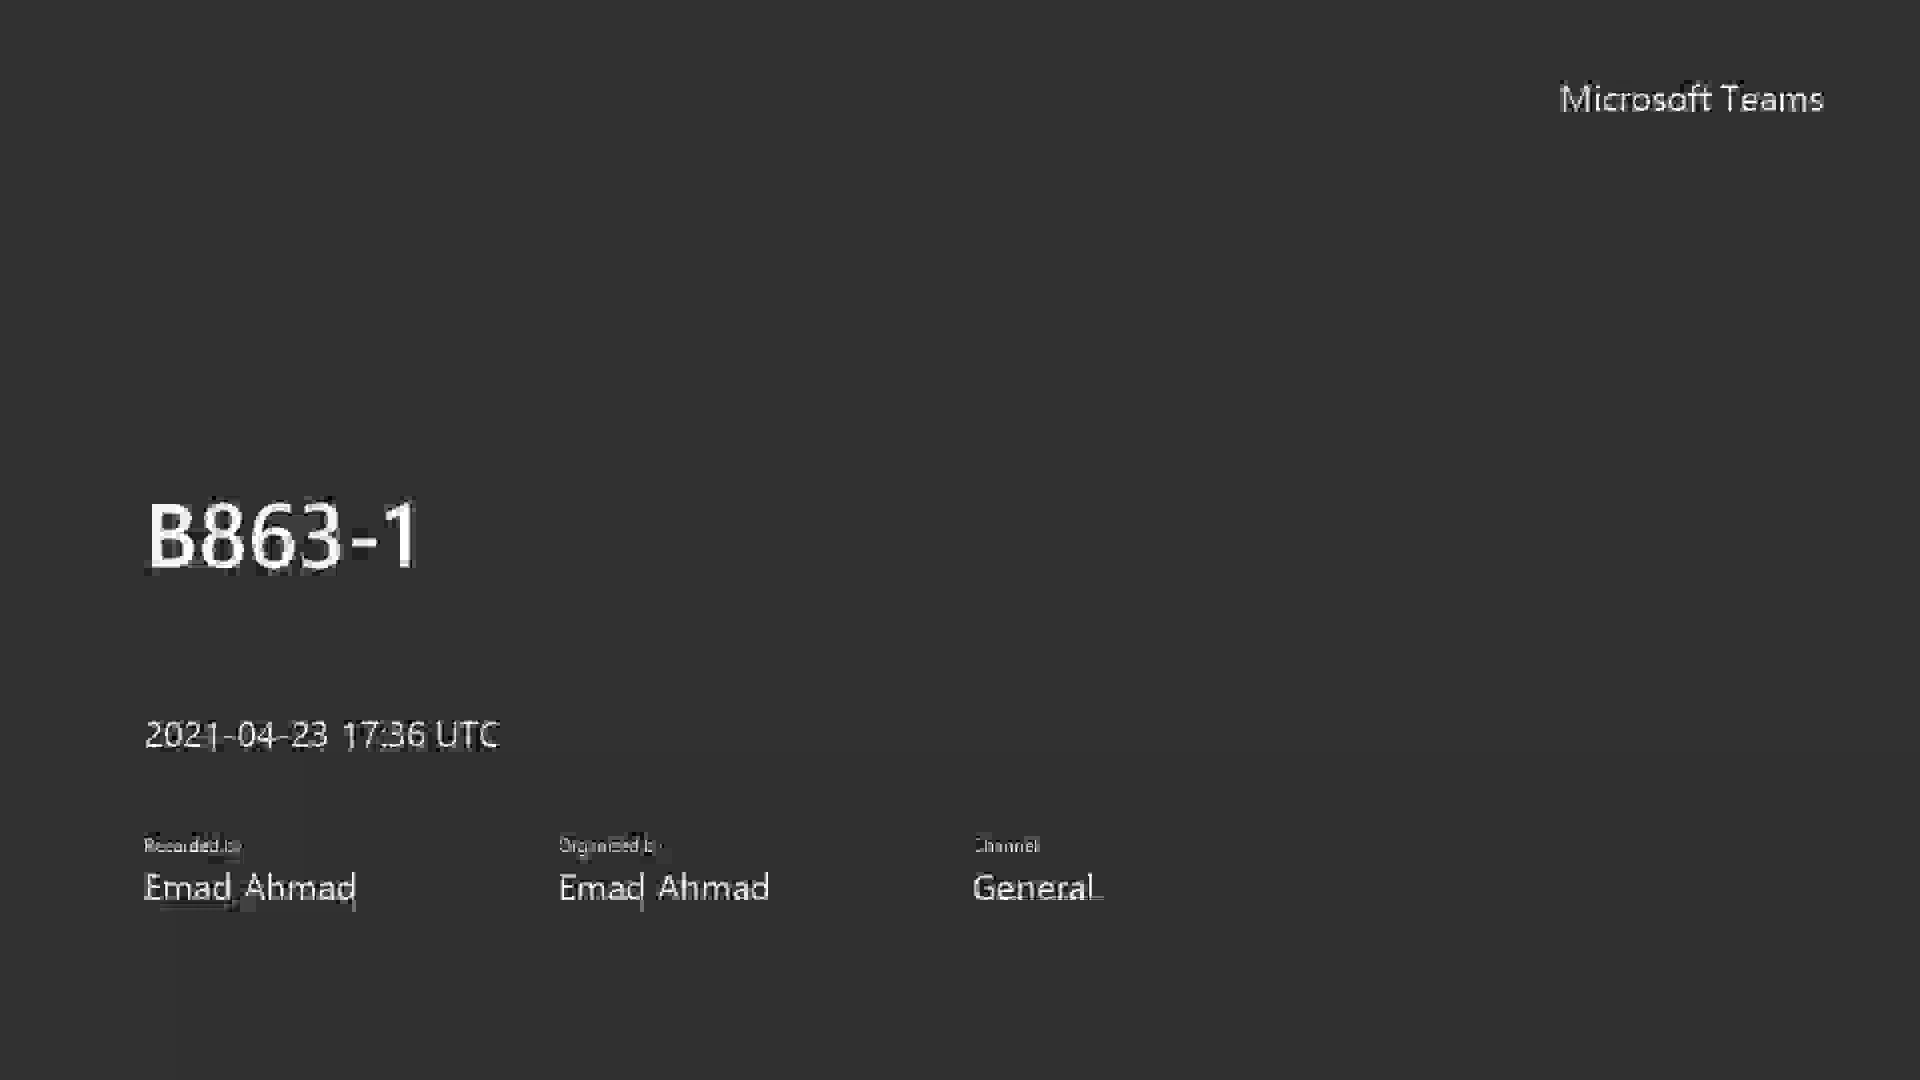 Microsoft Teams
B863-1
2021-04-23 17:36 UTC
Recorded by
Organized by
Channel
Emad Ahmad
Emad Ahmad
General